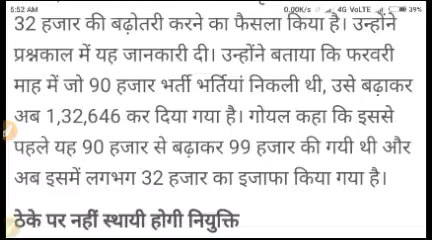 5:52 AM 0.00K/s 4G VoLTE 39%
32 हजार की बढ़ोतरी करने का फैसला किया है। उन्होंने
प्रश्नकाल में यह जानकारी दी। उन्होंने बताया कि फरवरी
माह में जो 90 हजार भर्ती भर्तियां निकली थी, उसे बढ़ाकर
अब 1,32,646 कर दिया गया है। गोयल कहा कि इससे
पहले यह 90 हजार से बढ़ाकर 99 हजार की गयी थी और
अब इसमें लगभग 32 हजार का इजाफा किया गया है।
ठेके पर नहीं स्थायी होगी नियुक्ति